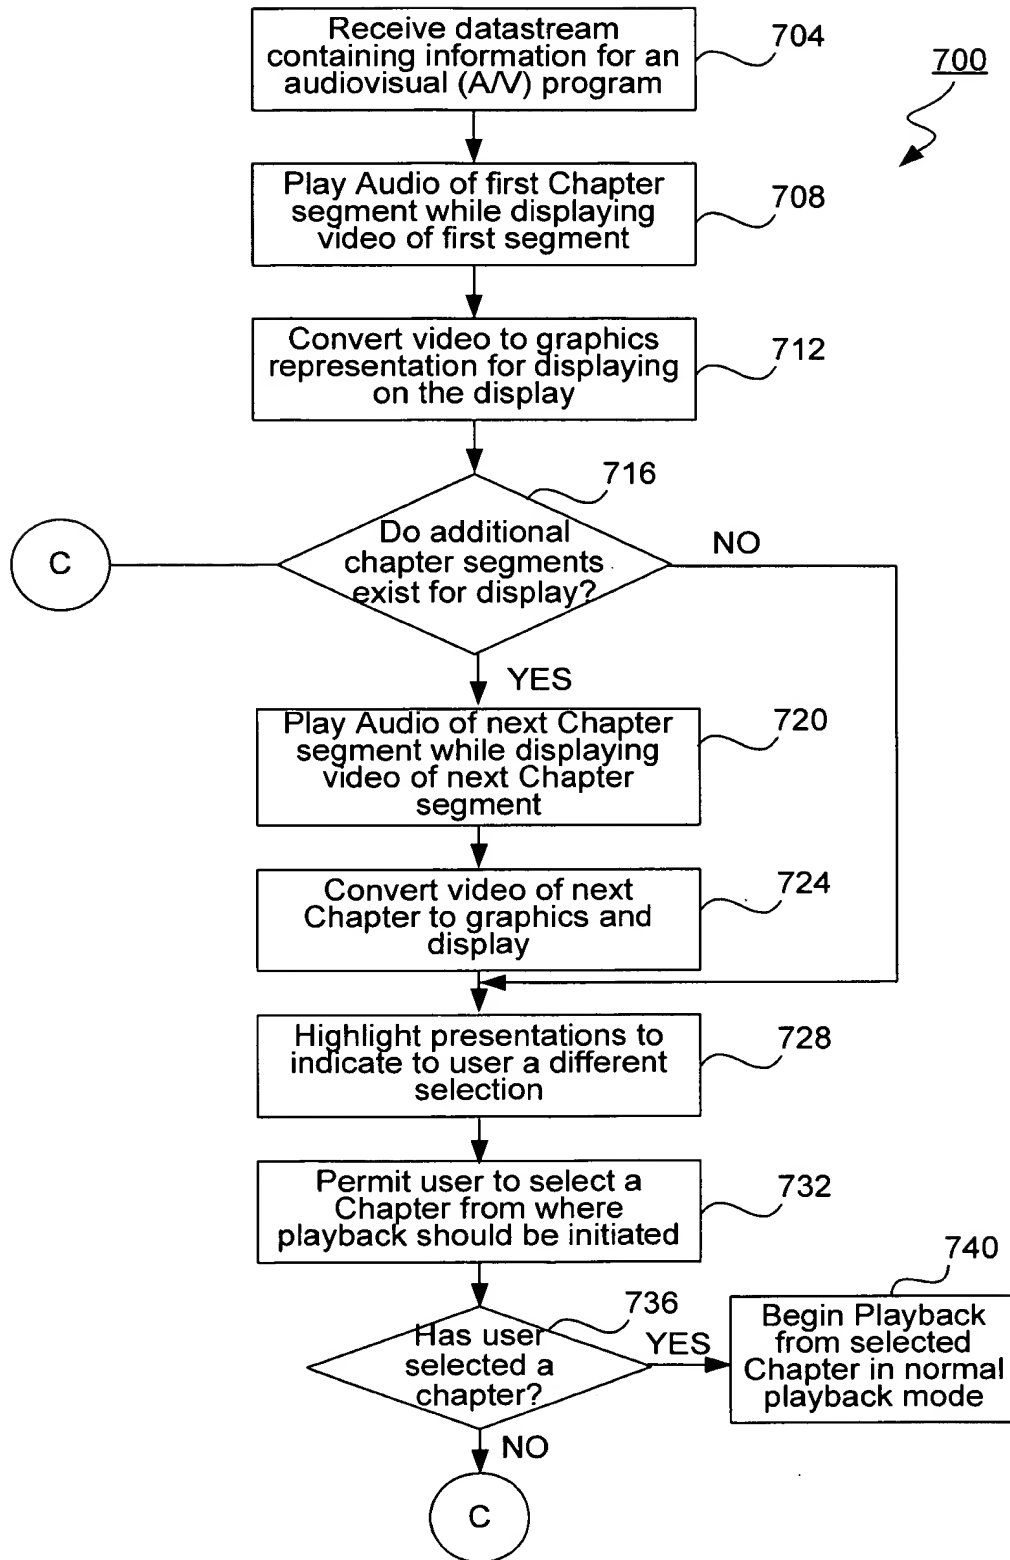 Receive datastream
containing information for an
audiovisual (A/V) program
704
700
Play Audio of first Chapter
segment while displaying
video of first segment
708
Convert video to graphics
representation for displaying
on the display
712
716
Do additional
chapter segments
exist for display?
C
NO
YES
Play Audio of next Chapter
segment while displaying
video of next Chapter
segment
720
Convert video of next
Chapter to graphics and
display
724
Highlight presentations to
indicate to user a different
selection
728
Permit user to select a
Chapter from where
playback should be initiated
732
736
Has user
selected a
chapter?
YES
740
Begin Playback
from selected
Chapter in normal
playback mode
NO
C